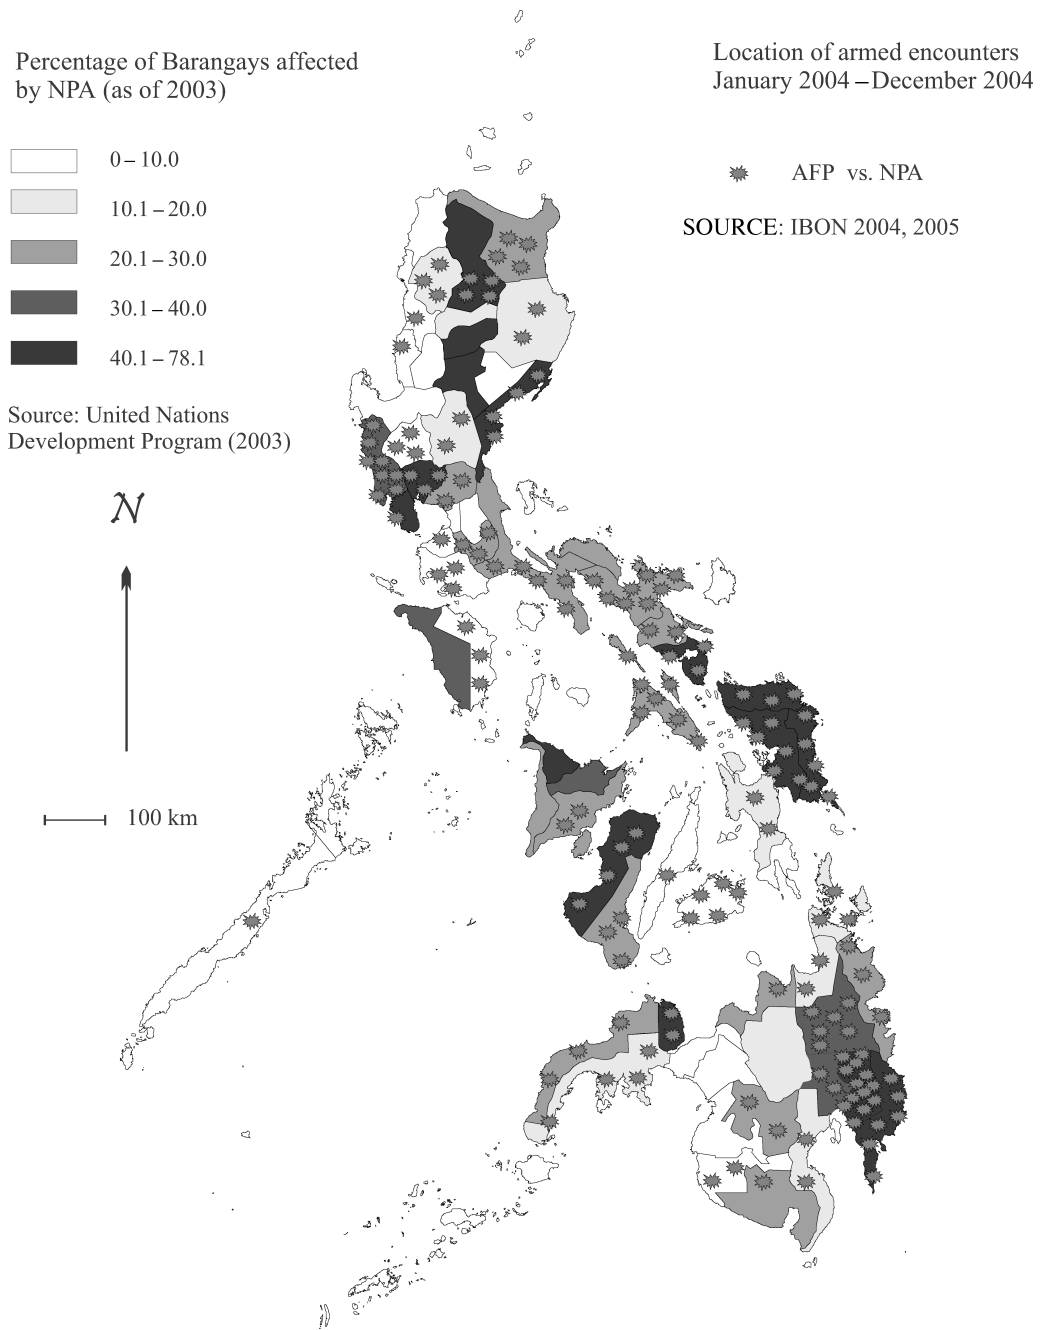 Percentage of Barangays affected
by NPA (as of 2003)
0–10.0
10.1–20.0
20.1–30.0
30.1–40.0
40.1–78.1
Source: United Nations
Development Program (2003)
N
100 km
Location of armed encounters
January 2004–December 2004
AFP vs. NPA
SOURCE: IBON 2004, 2005